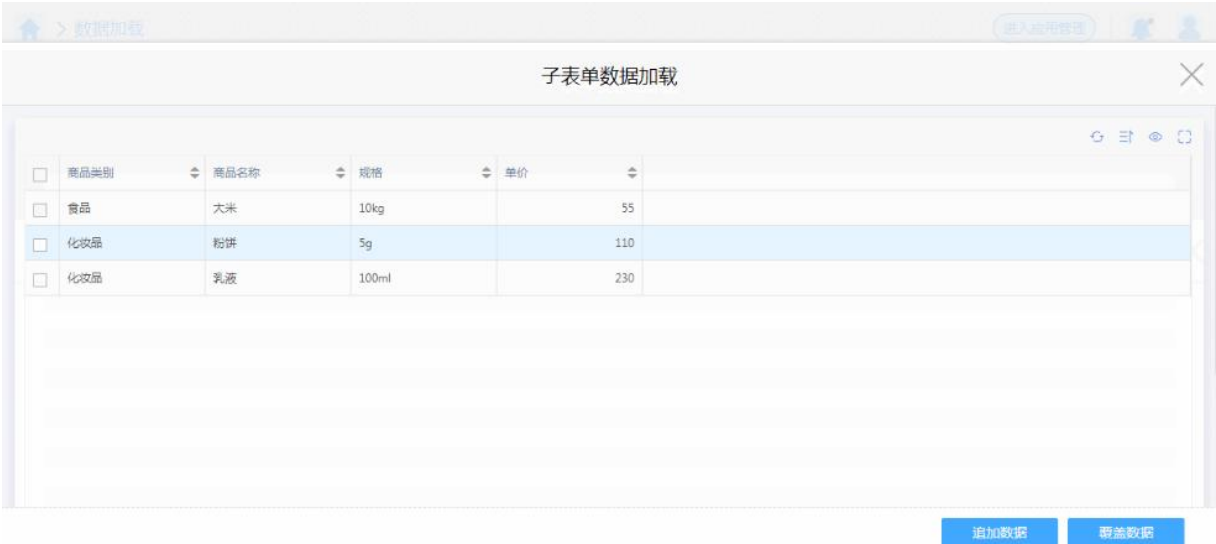 > 数据加载 进入应用管理
子表单数据加载
商品类别 商品名称 规格 单价
食品 大米 10kg 55
化妆品 粉饼 5g 110
化妆品 乳液 100ml 230
追加数据 覆盖数据